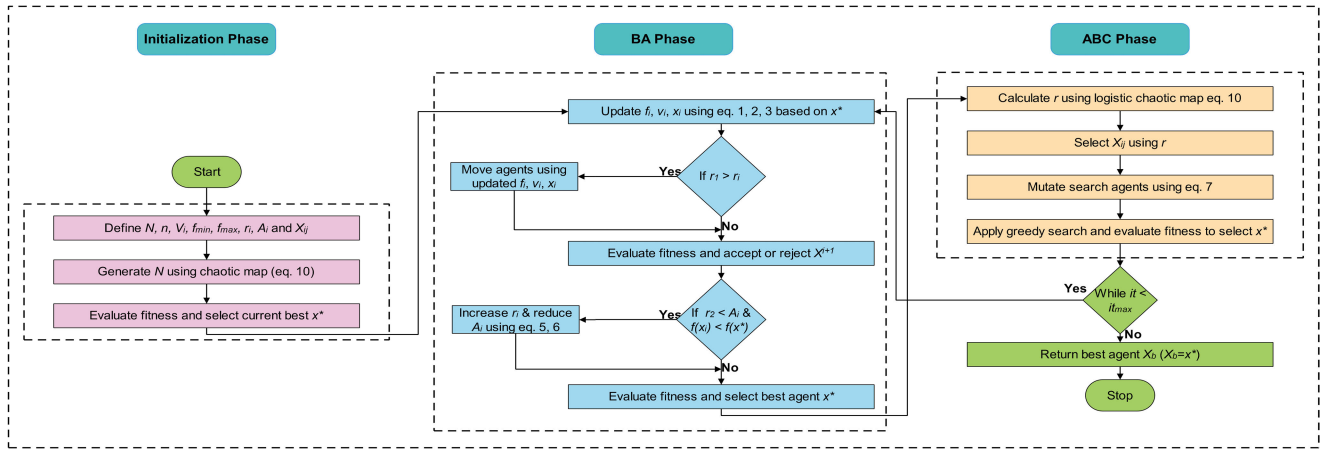 Initialization Phase
BA Phase
ABC Phase
Start
Define N, n, Vᵢ, fₘᵢₙ, fₘₐₓ, rᵢ, Aᵢ and Xᵢⱼ
Generate N using chaotic map (eq. 10)
Evaluate fitness and select current best x*
Update fᵢ, vᵢ, xᵢ using eq. 1, 2, 3 based on x*
If r₁ > rᵢ
Yes
Move agents using
updated fᵢ, vᵢ, xᵢ
No
Evaluate fitness and accept or reject Xⁱ⁺¹
If r₂ < Aᵢ &
f(xᵢ) < f(x*)
Yes
Increase rᵢ & reduce
Aᵢ using eq. 5, 6
No
Evaluate fitness and select best agent x*
Calculate r using logistic chaotic map eq. 10
Select Xᵢⱼ using r
Mutate search agents using eq. 7
Apply greedy search and evaluate fitness to select x*
Yes
While it <
itₘₐₓ
No
Return best agent X_b (X_b=x*)
Stop